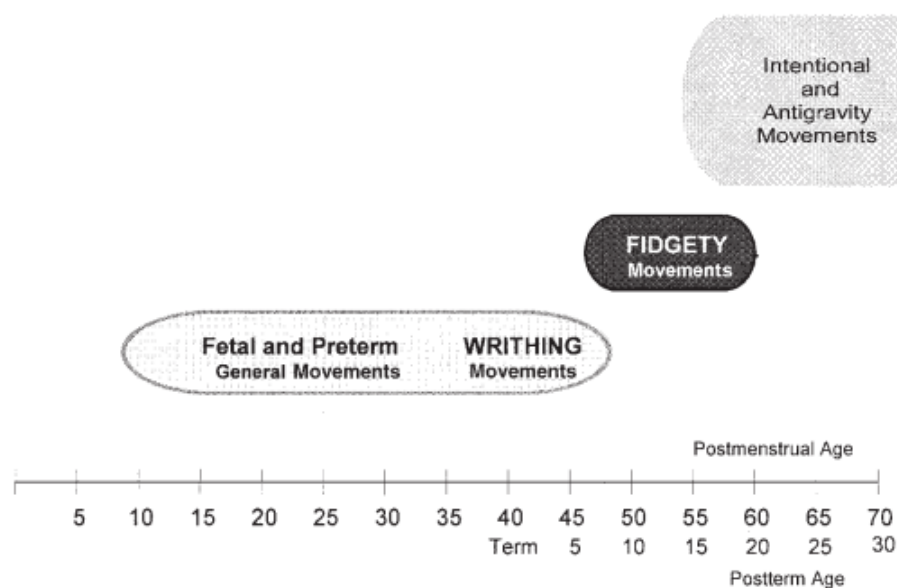 Intentional
and
Antigravity
Movements
FIDGETY
Movements
Fetal and Preterm WRITHING
General Movements Movements
Postmenstrual Age
5 10 15 20 25 30 35 40 45 50 55 60 65 70
Term 5 10 15 20 25 30
Postterm Age